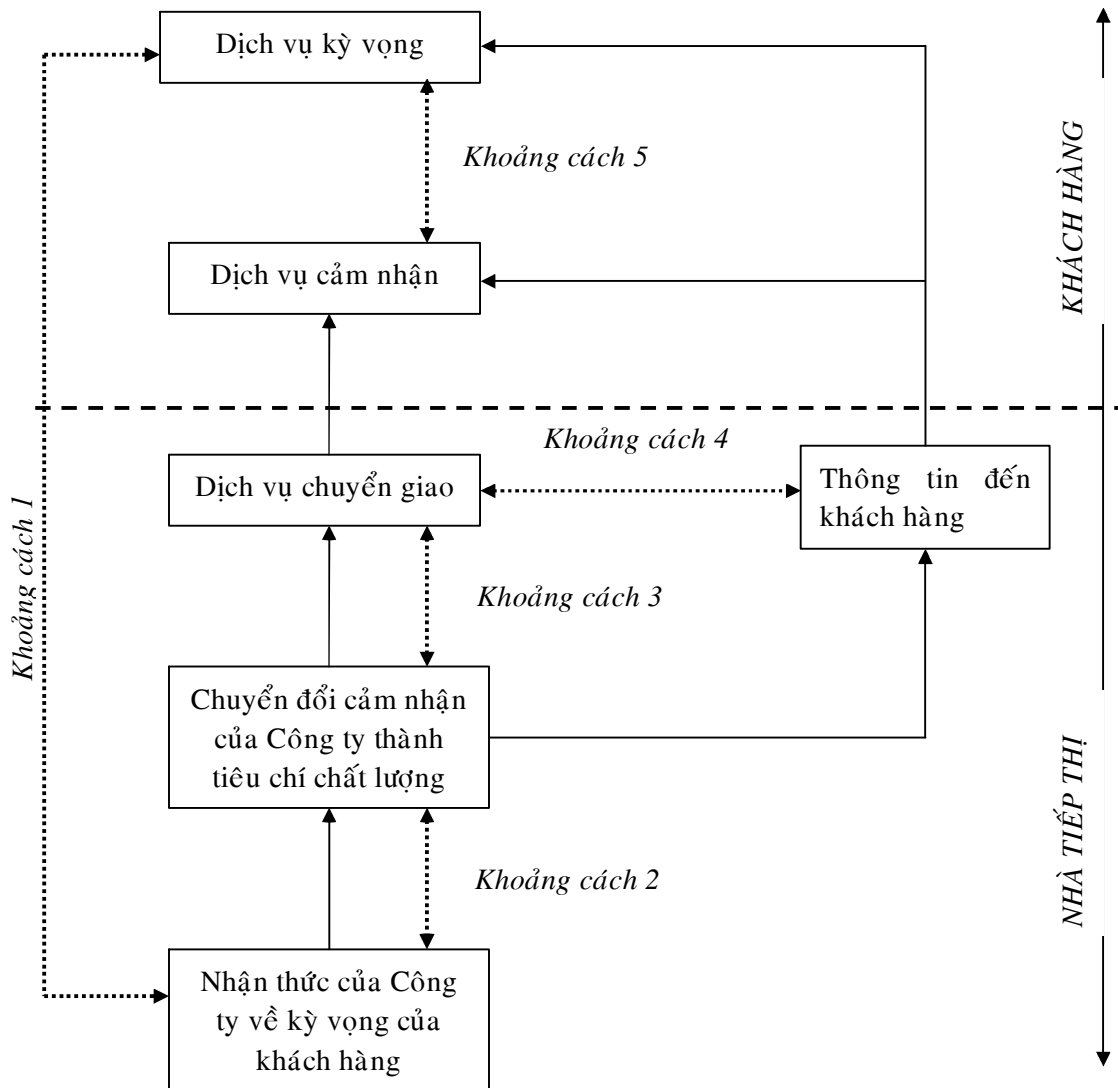 Dịch vụ kỳ vọng
Khoảng cách 5
KHÁCH HÀNG
Dịch vụ cảm nhận
Khoảng cách 4
Dịch vụ chuyển giao
Thông tin đến
khách hàng
Khoảng cách 1
Khoảng cách 3
Chuyển đổi cảm nhận
của Công ty thành
tiêu chí chất lượng
NHÀ TIẾP THỊ
Khoảng cách 2
Nhận thức của Công
ty về kỳ vọng của
khách hàng